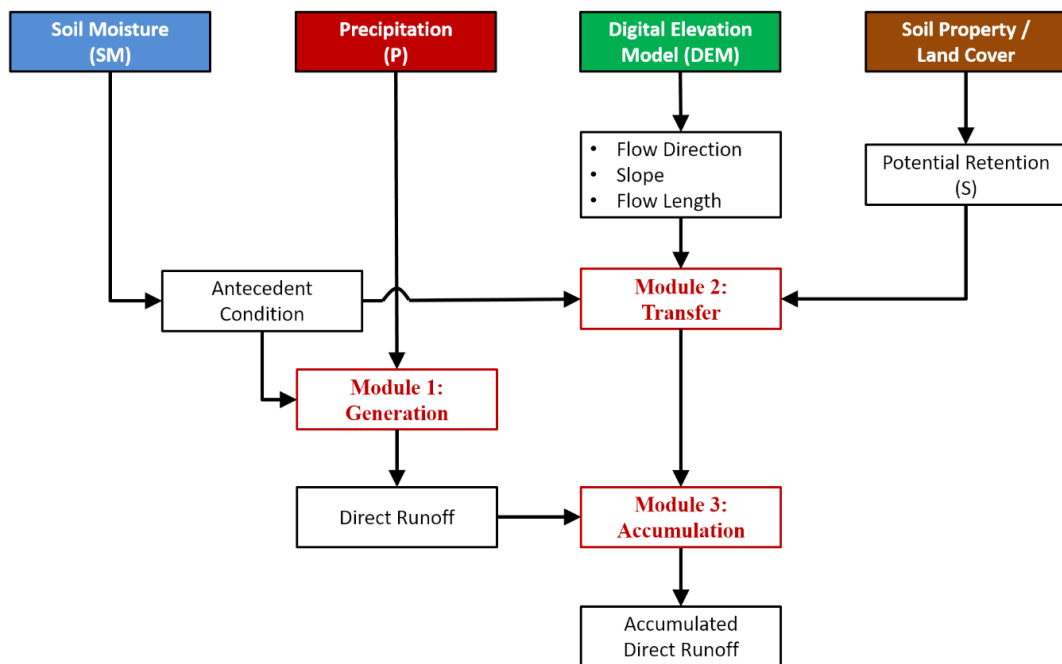 Soil Moisture
(SM)
Precipitation
(P)
Digital Elevation
Model (DEM)
Soil Property /
Land Cover
• Flow Direction
• Slope
• Flow Length
Potential Retention
(S)
Antecedent
Condition
Module 2:
Transfer
Module 1:
Generation
Direct Runoff
Module 3:
Accumulation
Accumulated
Direct Runoff